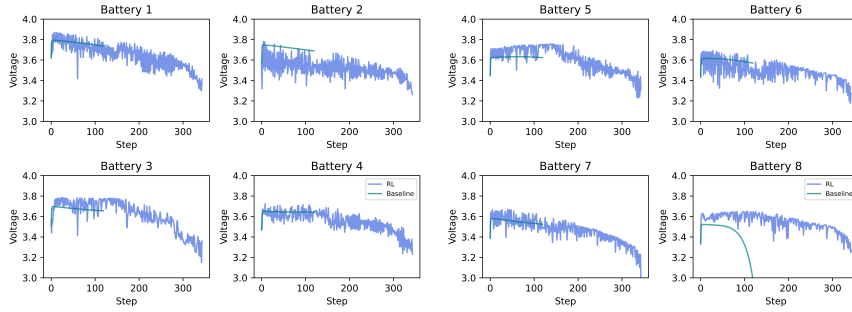 Battery 1
Voltage
4.0
3.8
3.6
3.4
3.2
3.0
0 100 200 300
Step
Battery 2
Voltage
4.0
3.8
3.6
3.4
3.2
3.0
0 100 200 300
Step
Battery 5
Voltage
4.0
3.8
3.6
3.4
3.2
3.0
0 100 200 300
Step
Battery 6
Voltage
4.0
3.8
3.6
3.4
3.2
3.0
0 100 200 300
Step
Battery 3
Voltage
4.0
3.8
3.6
3.4
3.2
3.0
0 100 200 300
Step
Battery 4
Voltage
4.0
3.8
3.6
3.4
3.2
3.0
RL
Baseline
0 100 200 300
Step
Battery 7
Voltage
4.0
3.8
3.6
3.4
3.2
3.0
0 100 200 300
Step
Battery 8
Voltage
4.0
3.8
3.6
3.4
3.2
3.0
RL
Baseline
0 100 200 300
Step